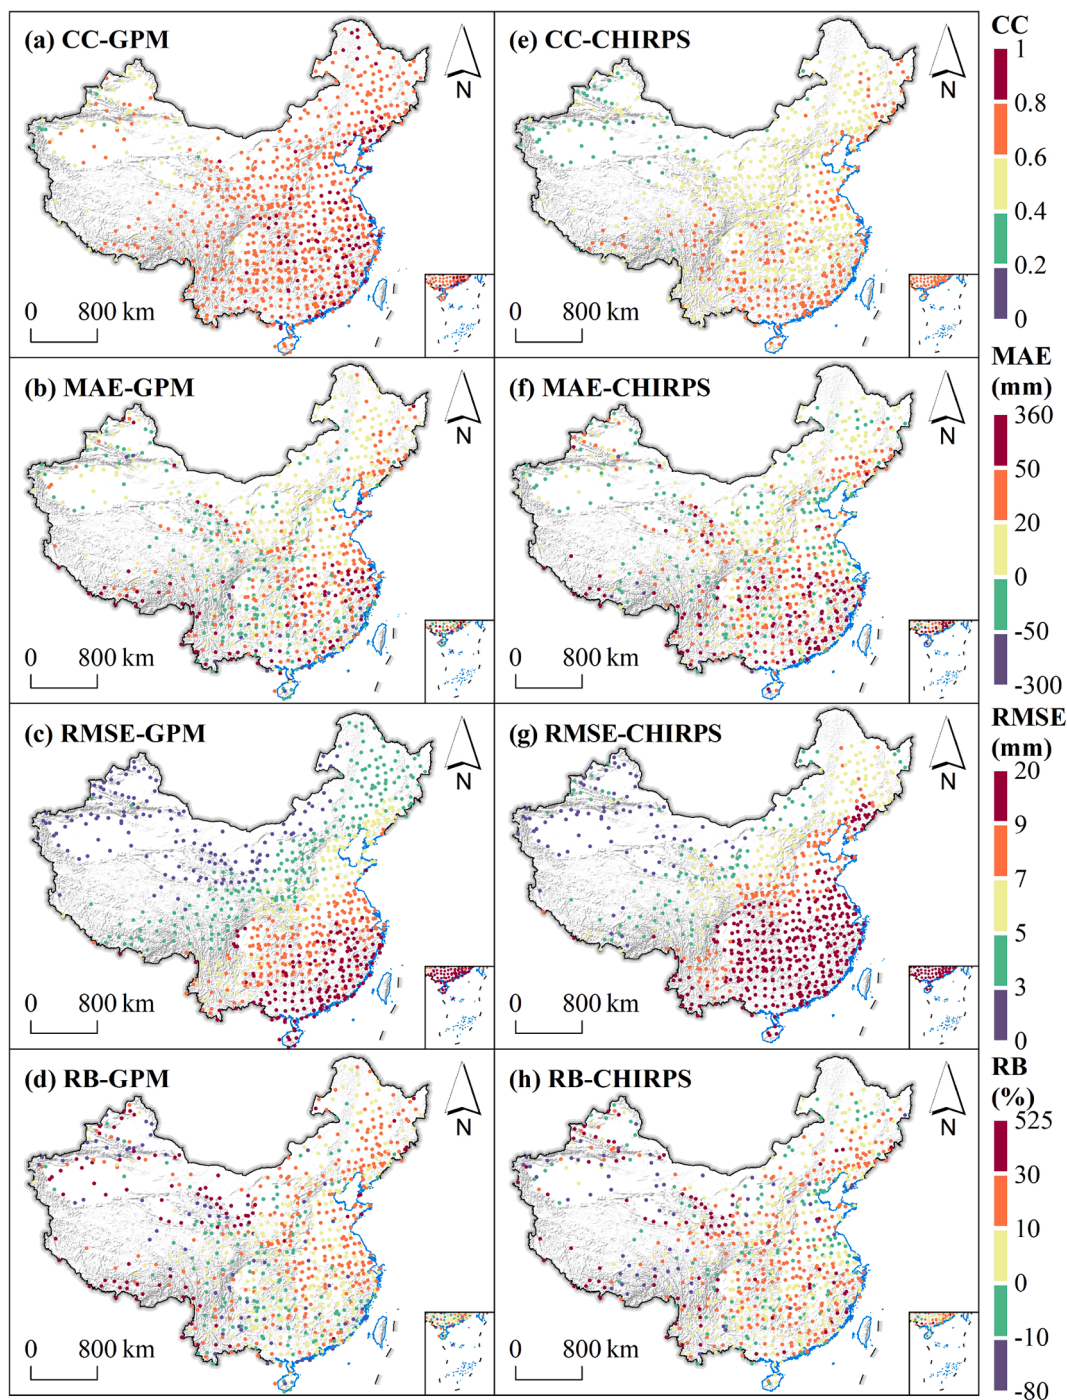 (a) CC-GPM
N
0 800 km
(e) CC-CHIRPS
N
0 800 km
CC
1
0.8
0.6
0.4
0.2
0
(b) MAE-GPM
N
0 800 km
(f) MAE-CHIRPS
N
0 800 km
MAE
(mm)
360
50
20
0
-50
-300
(c) RMSE-GPM
N
0 800 km
(g) RMSE-CHIRPS
N
0 800 km
RMSE
(mm)
20
9
7
5
3
0
(d) RB-GPM
N
0 800 km
(h) RB-CHIRPS
N
0 800 km
RB
(%)
525
30
10
0
-10
-80